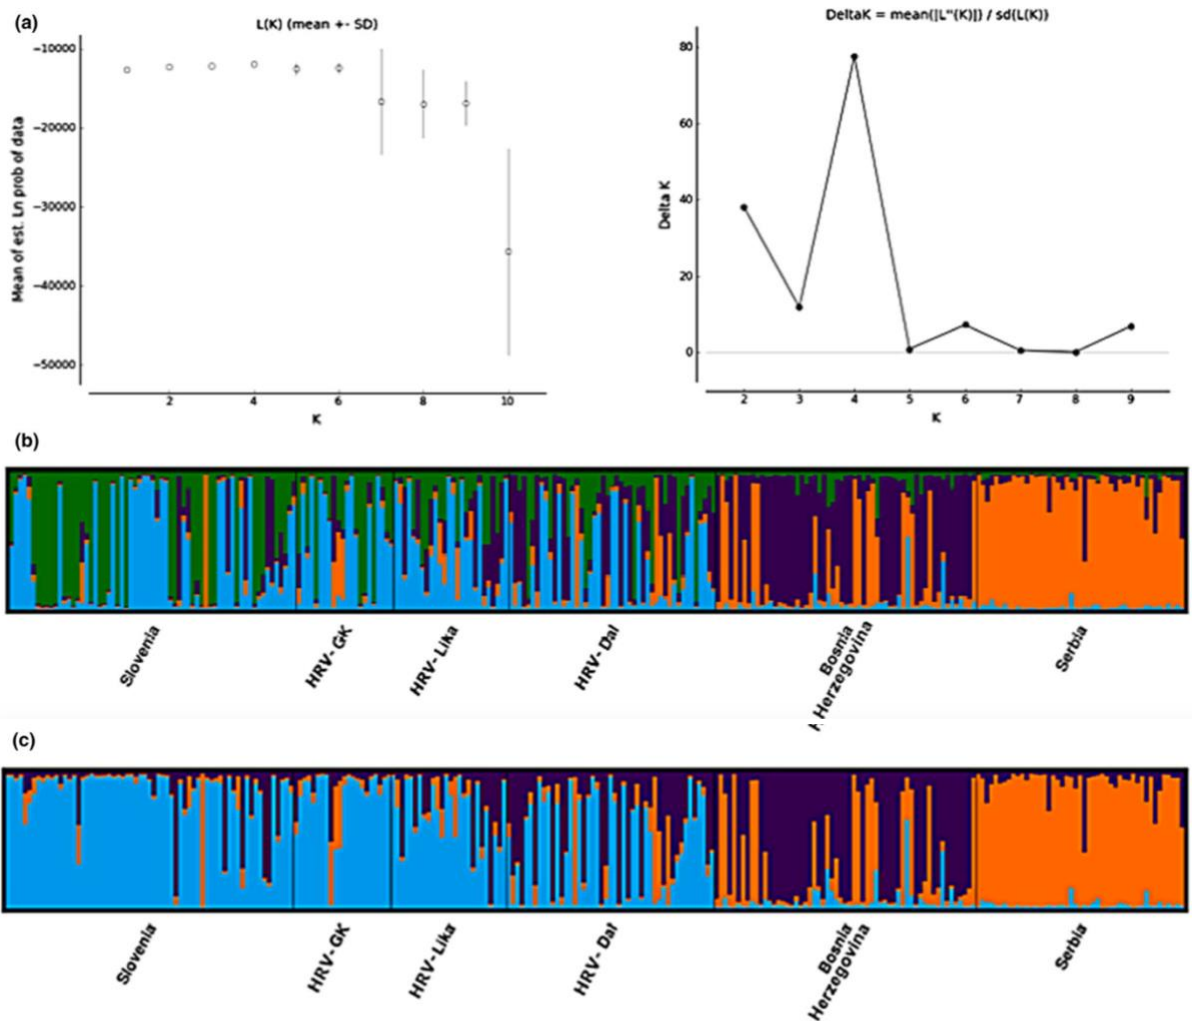 (a)
L(K) (mean +- SD)
Mean of est. Ln prob of data
−10000
−20000
−30000
−40000
−50000
2 4 6 8 10
K
DeltaK = mean(|L"(K)|) / sd(L(K))
Delta K
80
60
40
20
0
2 3 4 5 6 7 8 9
K
(b)
Slovenia
HRV- GK
HRV- Lika
HRV- Dal
Bosnia
Herzegovina
Serbia
(c)
Slovenia
HRV- GK
HRV- Lika
HRV- Dal
Bosnia
Herzegovina
Serbia